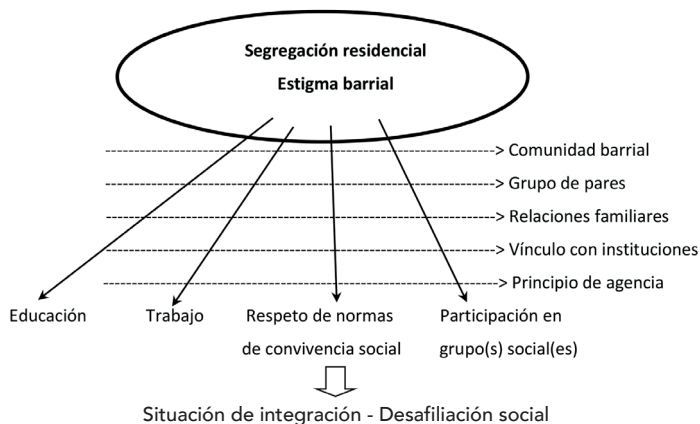 Segregación residencial
Estigma barrial
Comunidad barrial
Grupo de pares
Relaciones familiares
Vínculo con instituciones
Principio de agencia
Educación
Trabajo
Respeto de normas
de convivencia social
Participación en
grupo(s) social(es)
Situación de integración - Desafiliación social